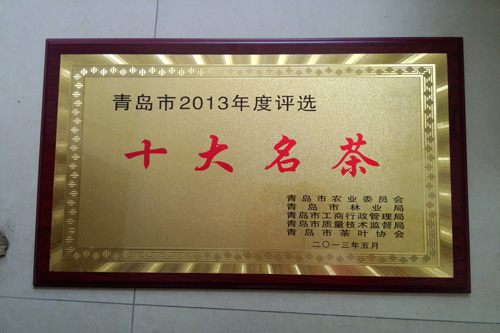 青岛市2013年度评选
十大名茶
青岛市农业委员会
青岛市林业局
青岛市工商行政管理局
青岛市质量技术监督局
青岛市茶叶协会
二〇一三年五月